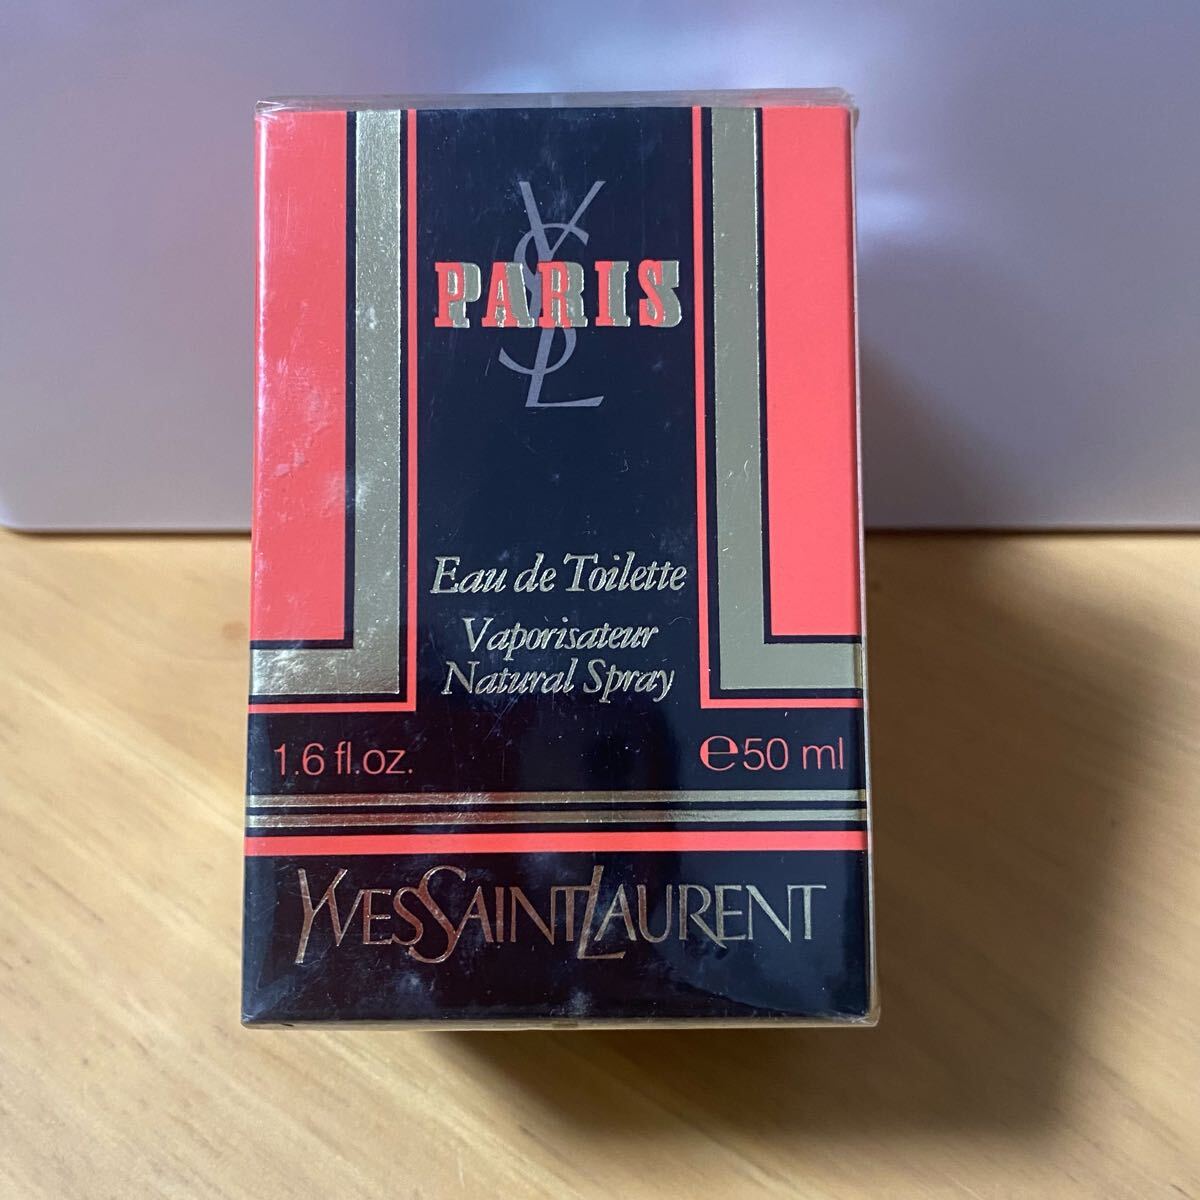 YSL
PARIS
Eau de Toilette
Vaporisateur
Natural Spray
1.6 fl.oz. ℮50 ml
YVESSAINTLAURENT